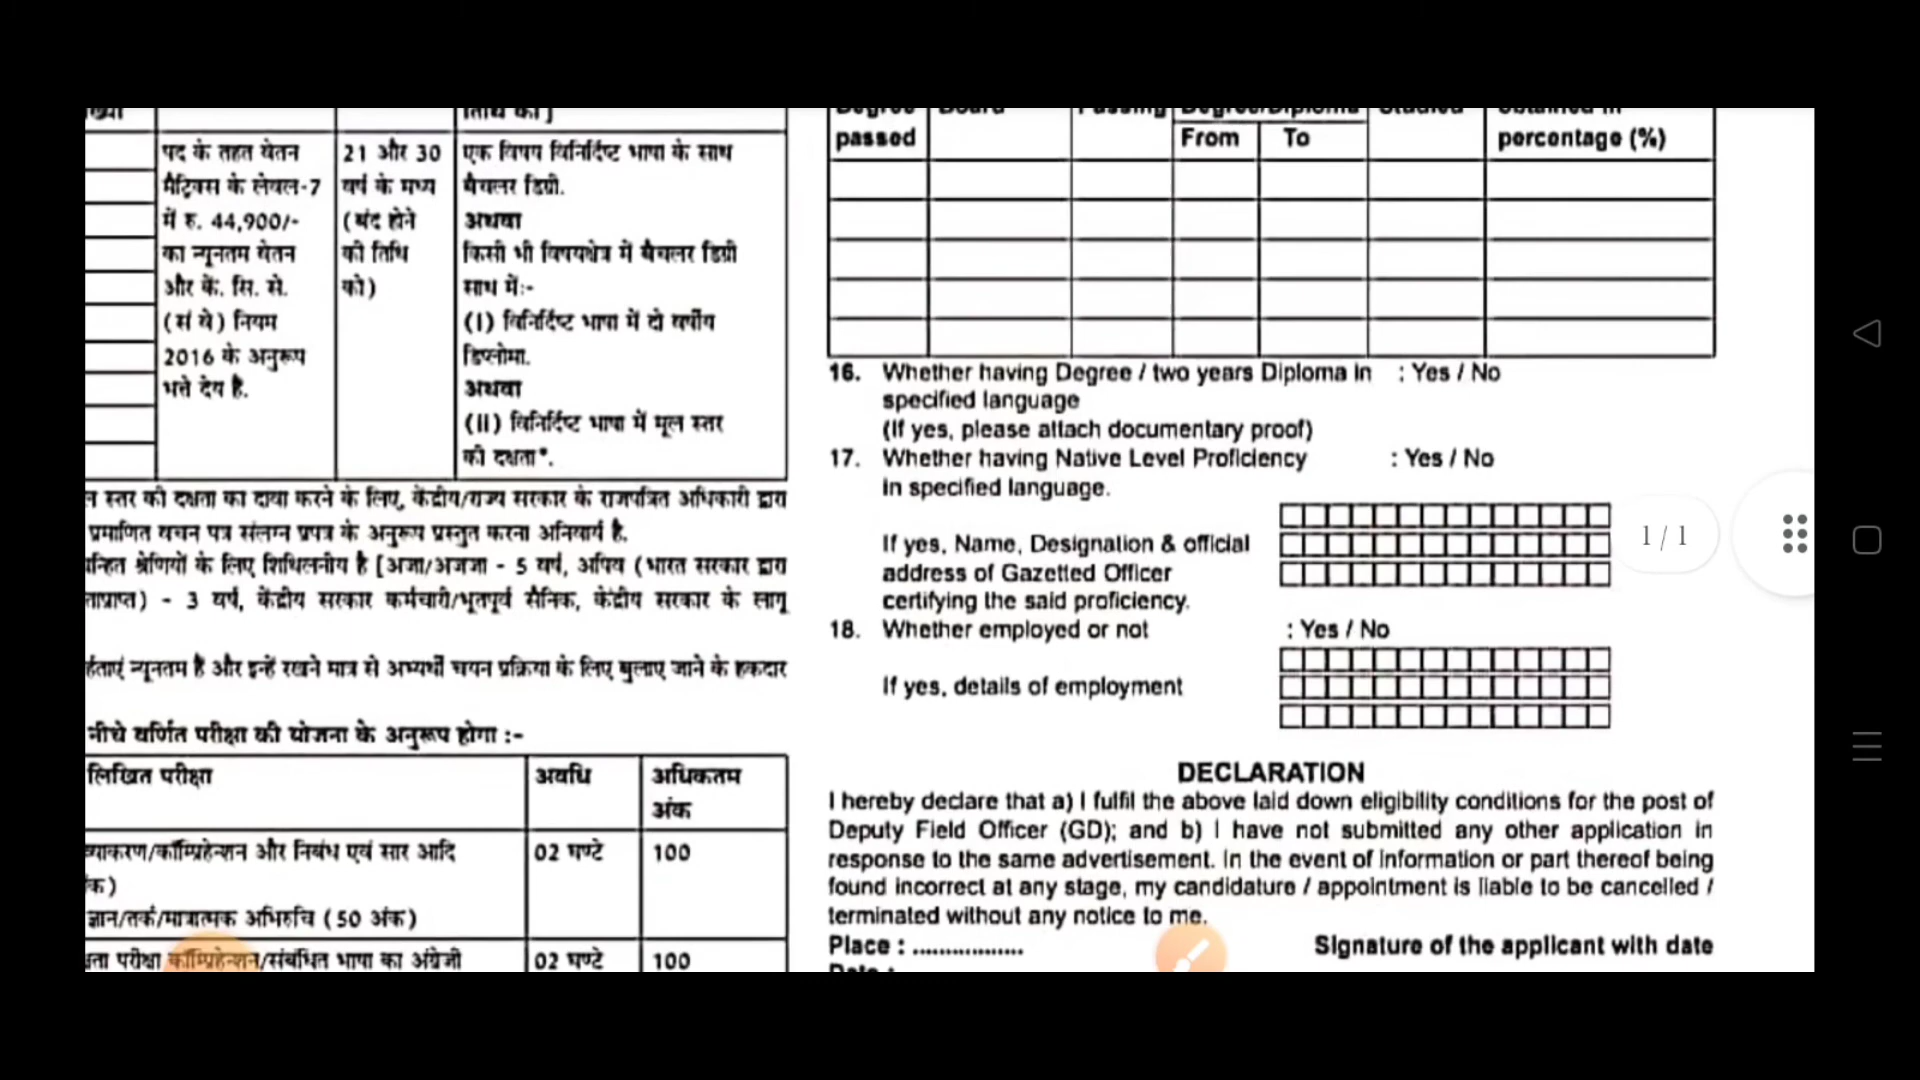 पद के तहत वेतन
मैट्रिक्स के लेवल-7
में रु. 44,900/-
का न्यूनतम वेतन
और कें. सि. से.
(सं वे) नियम
2016 के अनुरूप
भत्ते देय है.
21 और 30
वर्ष के मध्य
(बंद होने
की तिथि
को)
एक विषय विनिर्दिष्ट भाषा के साथ
बैचलर डिग्री.
अथवा
किसी भी विषयक्षेत्र में बैचलर डिग्री
साथ में:-
(I) विनिर्दिष्ट भाषा में दो वर्षीय
डिप्लोमा.
अथवा
(II) विनिर्दिष्ट भाषा में मूल स्तर
की दक्षता*.
स्तर की दक्षता का दावा करने के लिए, केंद्रीय/राज्य सरकार के राजपत्रित अधिकारी द्वारा
प्रमाणित वचन पत्र संलग्न प्रपत्र के अनुरूप प्रस्तुत करना अनिवार्य है.
श्रेणियों के लिए शिथिलनीय है [अजा/अजजा - 5 वर्ष, अपिव (भारत सरकार द्वारा
- 3 वर्ष, केंद्रीय सरकार कर्मचारी/भूतपूर्व सैनिक, केंद्रीय सरकार के लागू
न्यूनतम हैं और इन्हें रखने मात्र से अभ्यर्थी चयन प्रक्रिया के लिए बुलाए जाने के हकदार
नीचे वर्णित परीक्षा की योजना के अनुरूप होगा :-
लिखित परीक्षा अवधि अधिकतम
अंक
व्याकरण/कॉम्प्रिहेन्शन और निबंध एवं सार आदि 02 घण्टे 100
ज्ञान/तर्क/मात्रात्मक अभिरुचि (50 अंक)
परीक्षा कॉम्प्रिहेन्शन/संबंधित भाषा का अंग्रेजी 02 घण्टे 100
passed From To percentage (%)
16. Whether having Degree / two years Diploma in : Yes / No
specified language
(If yes, please attach documentary proof)
17. Whether having Native Level Proficiency : Yes / No
in specified language.
If yes, Name, Designation & official
address of Gazetted Officer
certifying the said proficiency.
18. Whether employed or not : Yes / No
If yes, details of employment
DECLARATION
I hereby declare that a) I fulfil the above laid down eligibility conditions for the post of
Deputy Field Officer (GD); and b) I have not submitted any other application in
response to the same advertisement. In the event of information or part thereof being
found incorrect at any stage, my candidature / appointment is liable to be cancelled /
terminated without any notice to me.
Place : .................. Signature of the applicant with date
1 / 1